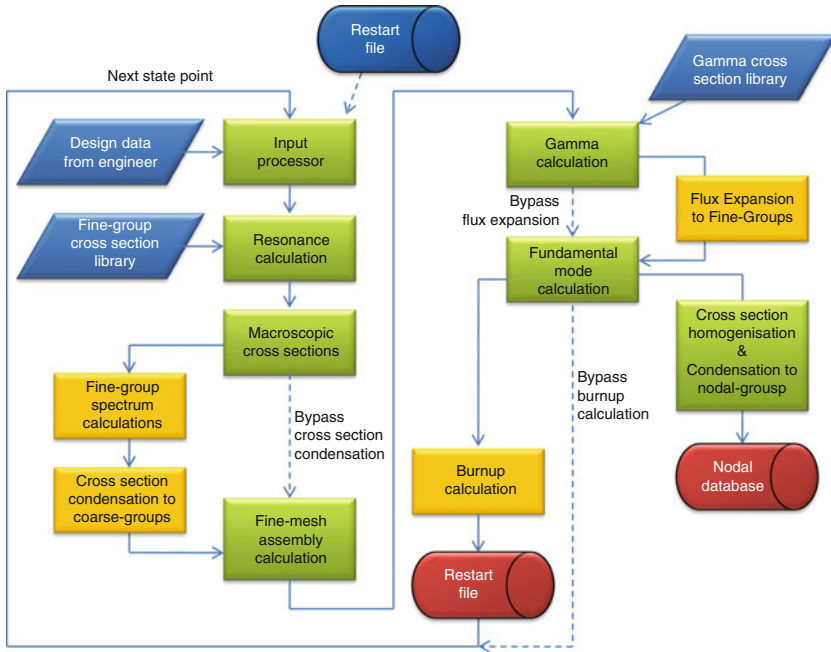 Restart
file
Next state point
Gamma cross
section library
Design data
from engineer
Input
processor
Gamma
calculation
Bypass
flux expansion
Flux Expansion
to Fine-Groups
Fine-group
cross section
library
Resonance
calculation
Fundamental
mode
calculation
Macroscopic
cross sections
Cross section
homogenisation
&
Condensation to
nodal-grousp
Fine-group
spectrum
calculations
Bypass
cross section
condensation
Bypass
burnup
calculation
Cross section
condensation to
coarse-groups
Burnup
calculation
Nodal
database
Fine-mesh
assembly
calculation
Restart
file